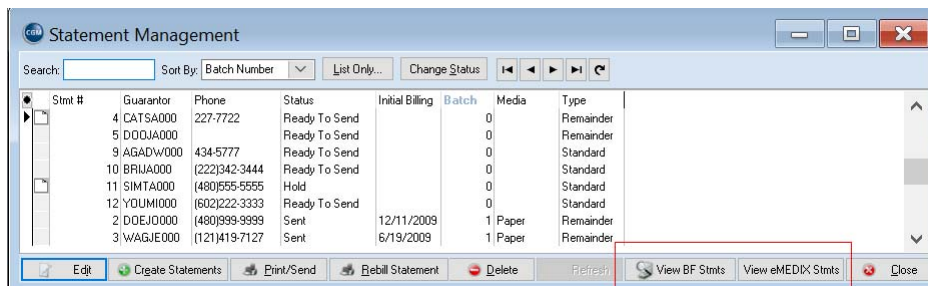 CGM Statement Management
Search: Sort By: Batch Number List Only... Change Status
Stmt # Guarantor Phone Status Initial Billing Batch Media Type
4 CATSA000 227-7722 Ready To Send 0 Remainder
5 DOOJA000 Ready To Send 0 Remainder
9 AGADW000 434-5777 Ready To Send 0 Standard
10 BRIJA000 (222)342-3444 Ready To Send 0 Standard
11 SIMTA000 (480)555-5555 Hold 0 Standard
12 YOUMI000 (602)222-3333 Ready To Send 0 Standard
2 DOEJO000 (480)999-9999 Sent 12/11/2009 1 Paper Remainder
3 WAGJE000 (121)419-7127 Sent 6/19/2009 1 Paper Remainder
Edit Create Statements Print/Send Rebill Statement Delete Refresh View BF Stmts View eMEDIX Stmts Close